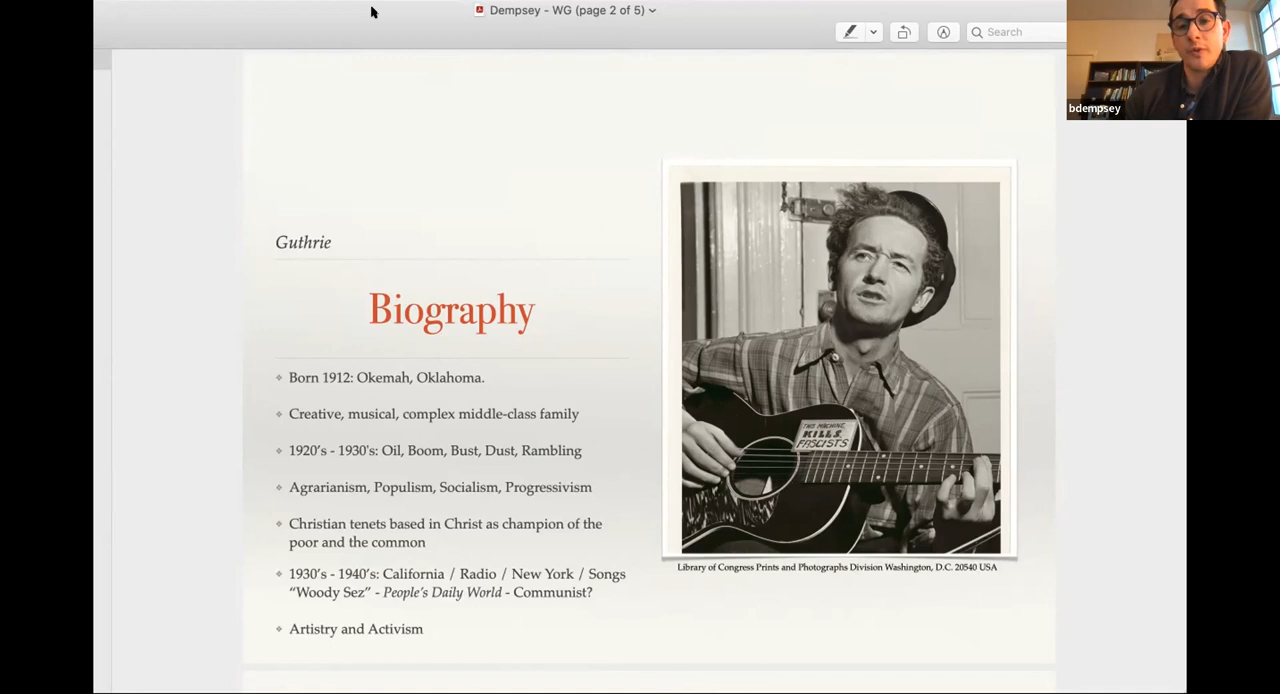 Dempsey - WG (page 2 of 5)
Search
bdempsey
Guthrie
Biography
Born 1912: Okemah, Oklahoma.
Creative, musical, complex middle-class family
1920’s - 1930's: Oil, Boom, Bust, Dust, Rambling
Agrarianism, Populism, Socialism, Progressivism
Christian tenets based in Christ as champion of the
poor and the common
1930’s - 1940’s: California / Radio / New York / Songs
“Woody Sez” - People’s Daily World - Communist?
Artistry and Activism
THIS MACHINE
KILLS
FASCISTS
Library of Congress Prints and Photographs Division Washington, D.C. 20540 USA